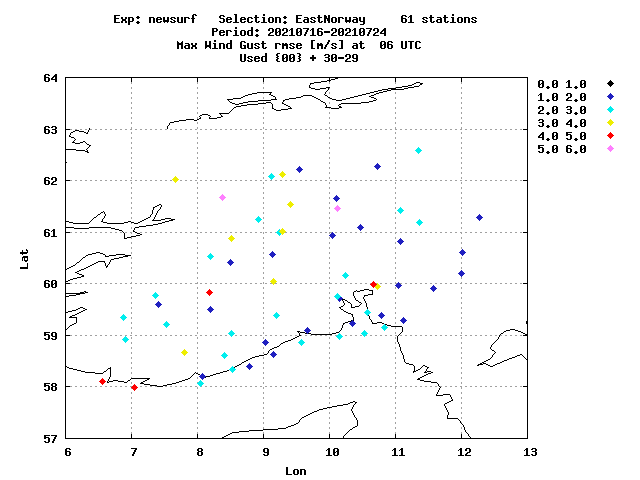 Exp: newsurf   Selection: EastNorway     61 stations
Period: 20210716-20210724
Max Wind Gust rmse [m/s] at  06 UTC
Used {00} + 30-29
64
63
62
61
60
59
58
57
6 7 8 9 10 11 12 13
Lat
Lon
0.0 1.0
1.0 2.0
2.0 3.0
3.0 4.0
4.0 5.0
5.0 6.0